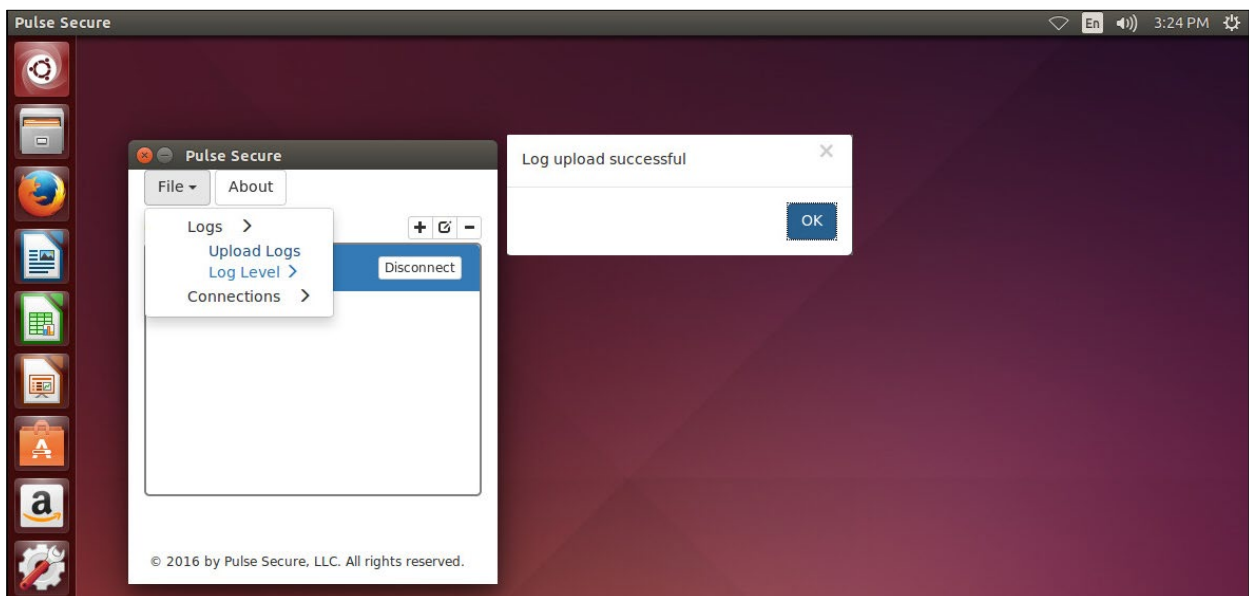 Pulse Secure
En
3:24 PM
Pulse Secure
File
About
Logs
Upload Logs
Log Level
Connections
Disconnect
© 2016 by Pulse Secure, LLC. All rights reserved.
Log upload successful
OK